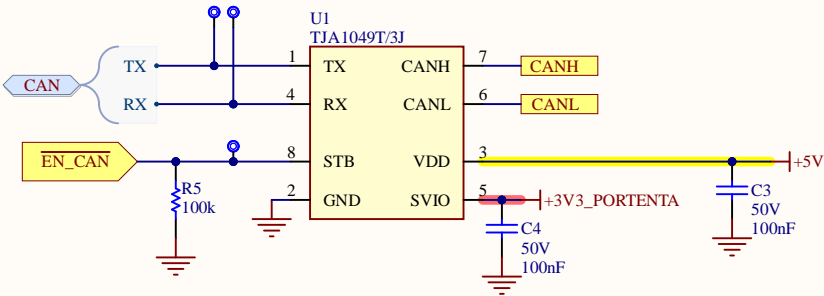 U1
TJA1049T/3J
CAN
TX
RX
1
TX
CANH
7
CANH
4
RX
CANL
6
CANL
EN_CAN
8
STB
VDD
3
+5V
R5
100k
2
GND
SVIO
5
+3V3_PORTENTA
C3
50V
100nF
C4
50V
100nF